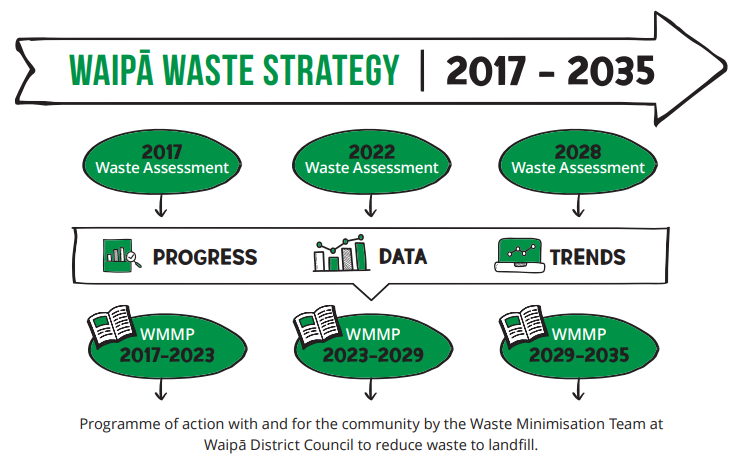 WAIPĀ WASTE STRATEGY | 2017 - 2035
2017
Waste Assessment
2022
Waste Assessment
2028
Waste Assessment
PROGRESS
DATA
TRENDS
WMMP
2017-2023
WMMP
2023-2029
WMMP
2029-2035
Programme of action with and for the community by the Waste Minimisation Team at
Waipā District Council to reduce waste to landfill.